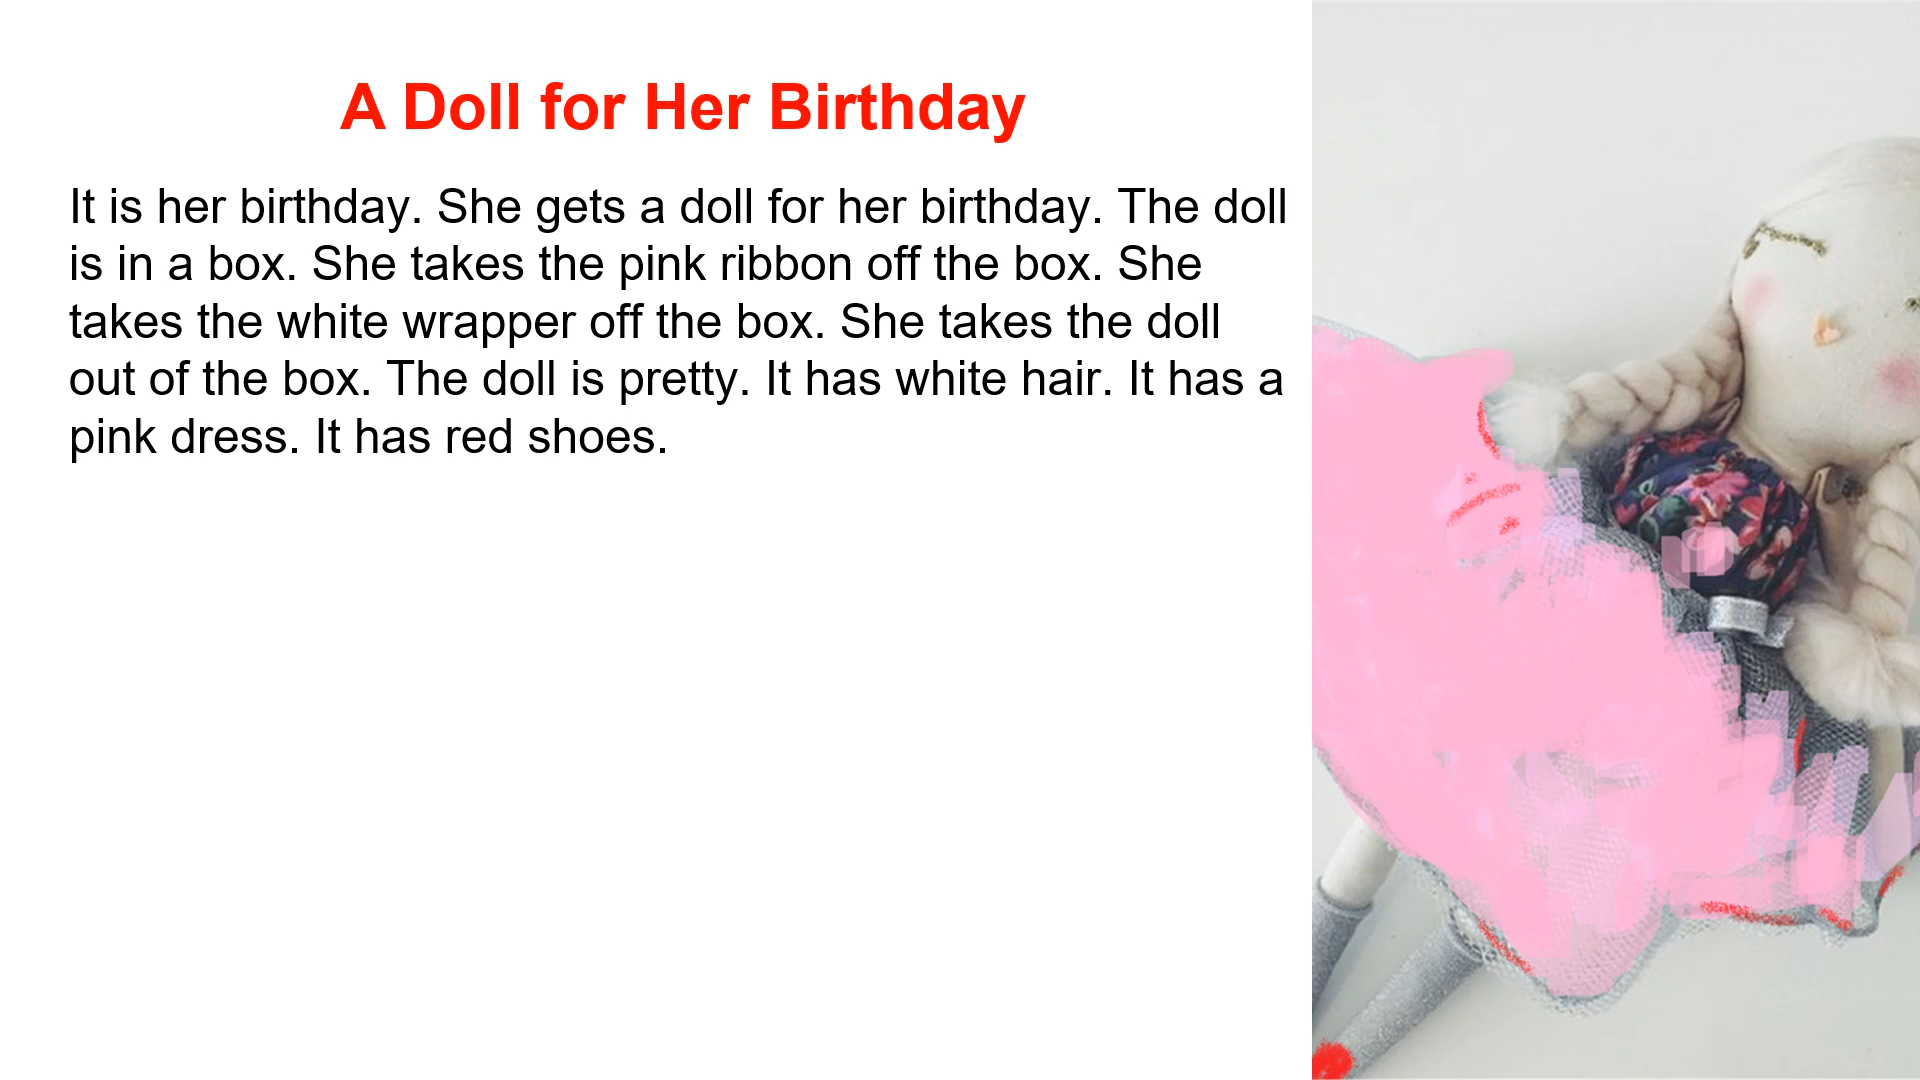 A Doll for Her Birthday
It is her birthday. She gets a doll for her birthday. The doll
is in a box. She takes the pink ribbon off the box. She
takes the white wrapper off the box. She takes the doll
out of the box. The doll is pretty. It has white hair. It has a
pink dress. It has red shoes.